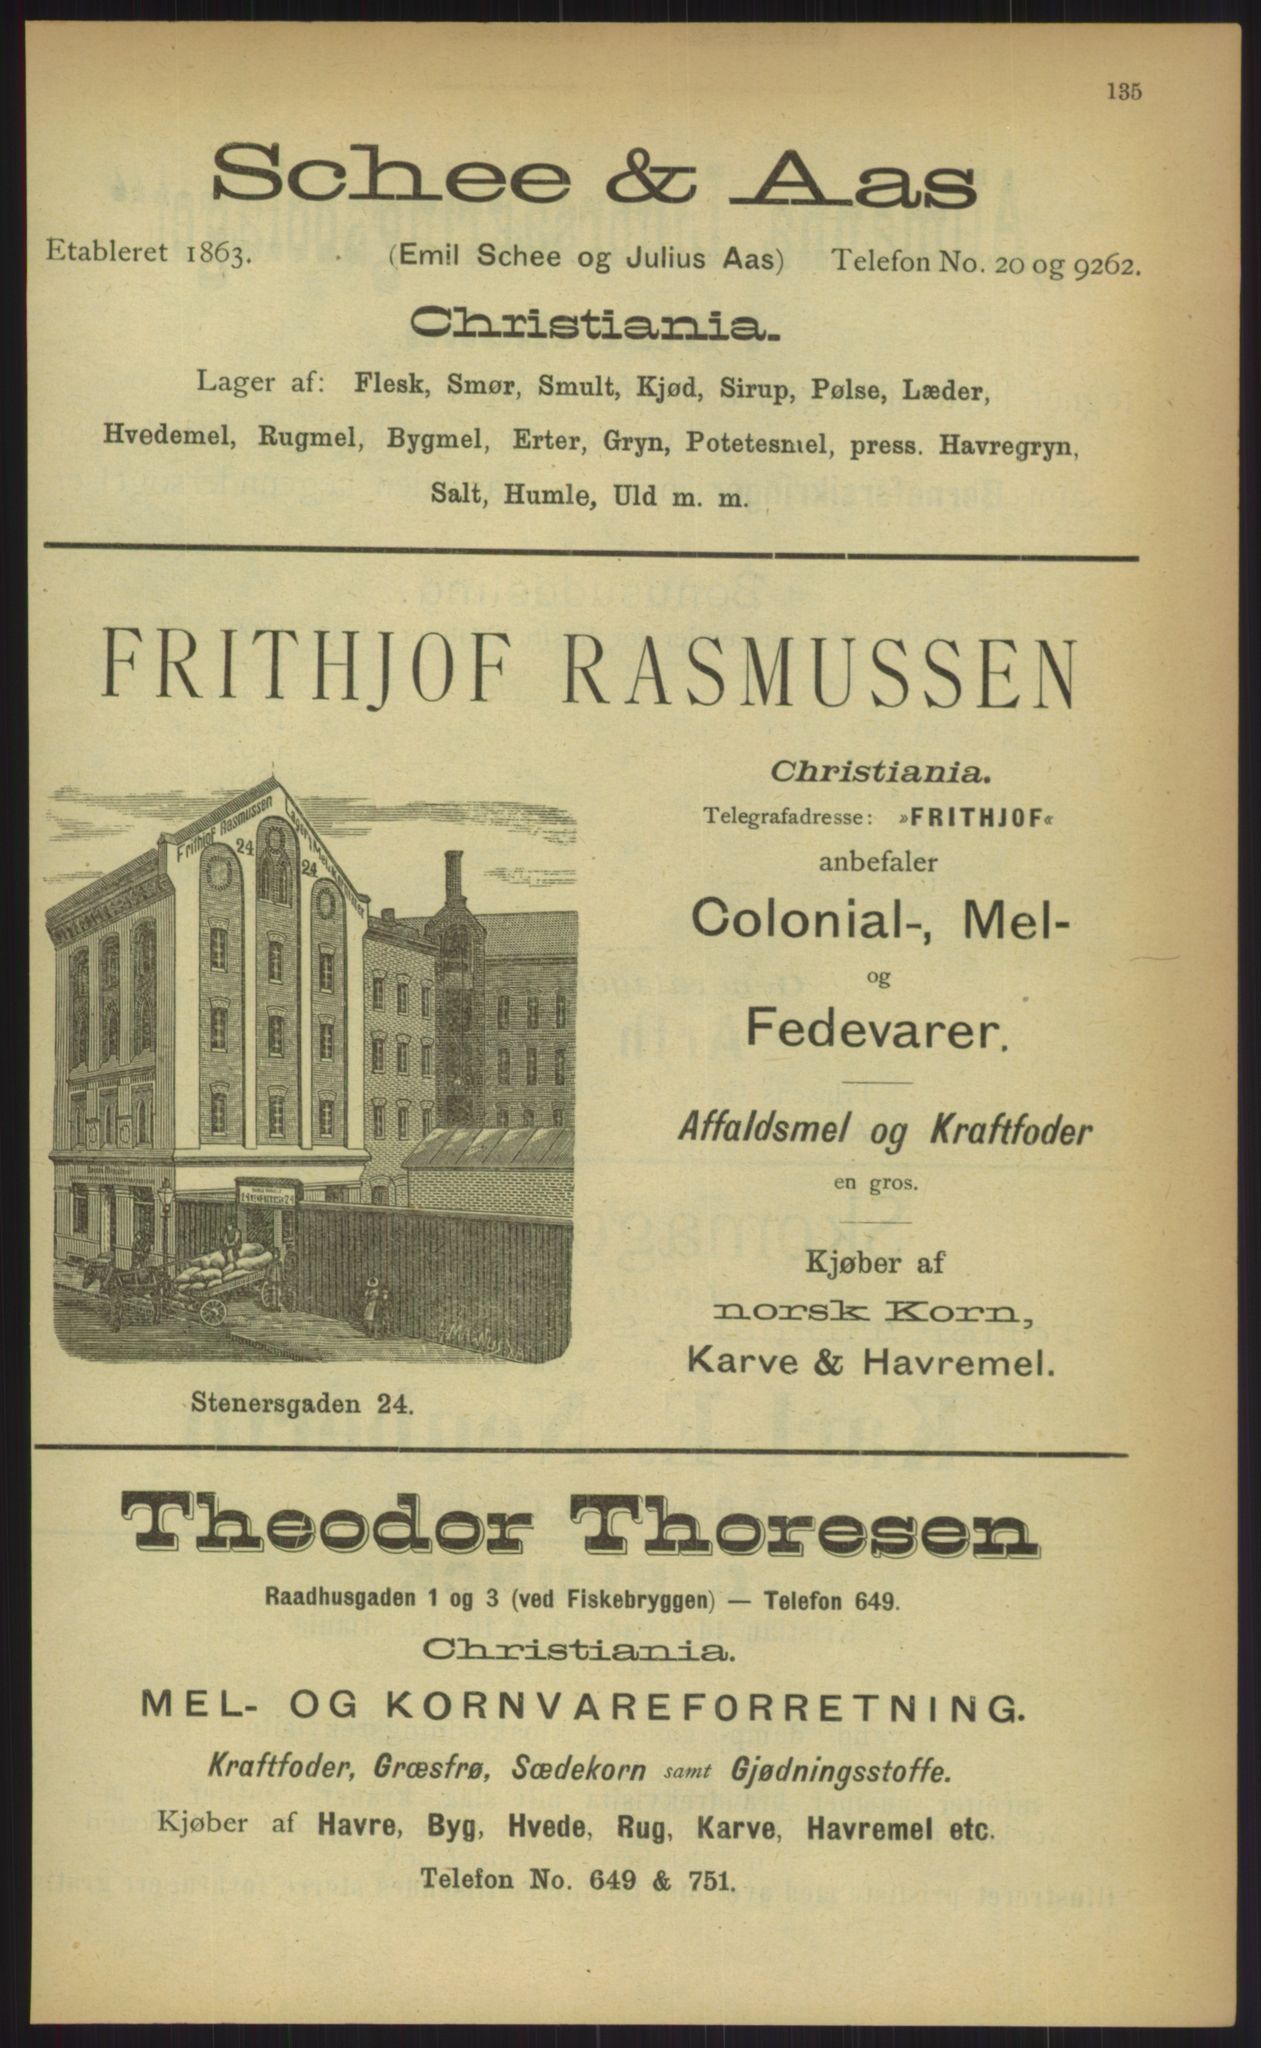 135
Schee & Aas
Etableret 1863. (Emil Schee og Julius Aas) Telefon No. 20 og 9262.
Christiania.
Lager af: Flesk, Smør, Smult, Kjød, Sirup, Pølse, Læder,
Hvedemel, Rugmel, Bygmel, Erter, Gryn, Potetesmel, press. Havregryn,
Salt, Humle, Uld m. m.
FRITHJOF RASMUSSEN
Frithjof Rasmussen
24
24
Christiania.
Telegrafadresse: »FRITHJOF«
anbefaler
Colonial-, Mel-
og
Fedevarer.
Affaldsmel og Kraftfoder
en gros.
Kjøber af
norsk Korn,
Karve & Havremel.
Stenersgaden 24.
Theodor Thoresen
Raadhusgaden 1 og 3 (ved Fiskebryggen) — Telefon 649.
Christiania.
MEL- OG KORNVAREFORRETNING.
Kraftfoder, Græsfrø, Sædekorn samt Gjødningsstoffe.
Kjøber af Havre, Byg, Hvede, Rug, Karve, Havremel etc.
Telefon No. 649 & 751.